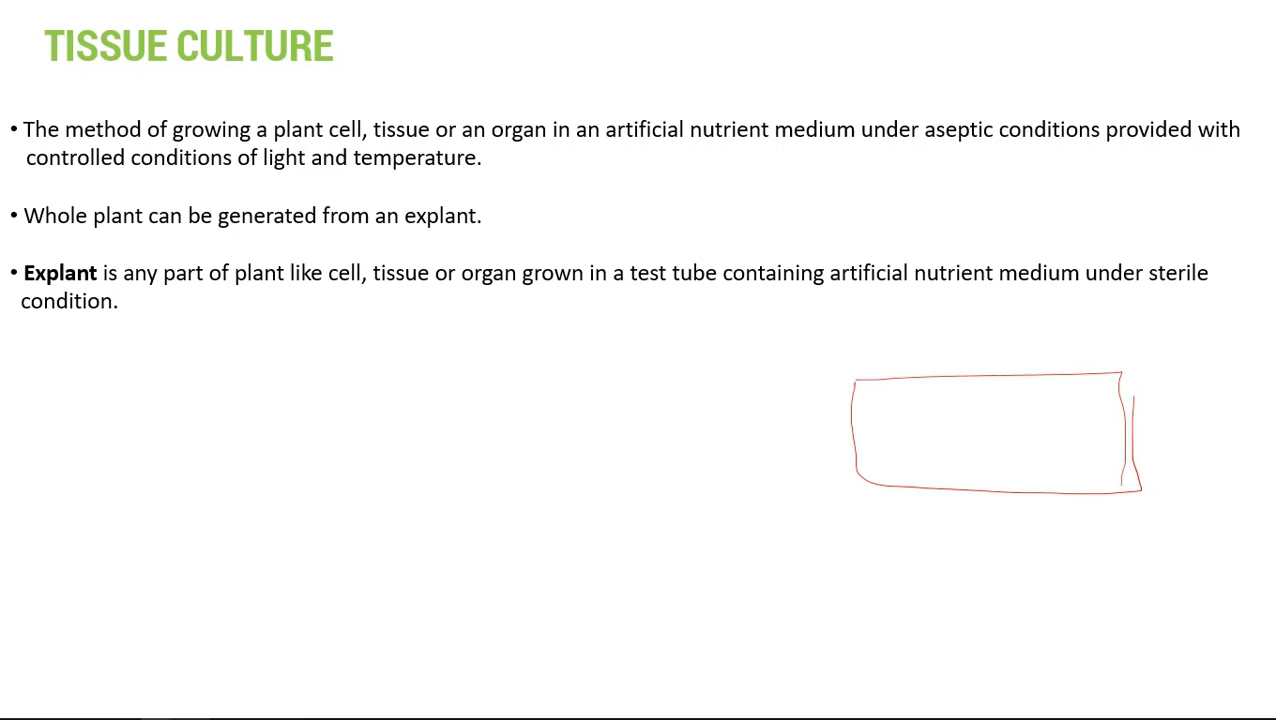 TISSUE CULTURE
• The method of growing a plant cell, tissue or an organ in an artificial nutrient medium under aseptic conditions provided with
controlled conditions of light and temperature.
• Whole plant can be generated from an explant.
• Explant is any part of plant like cell, tissue or organ grown in a test tube containing artificial nutrient medium under sterile
condition.